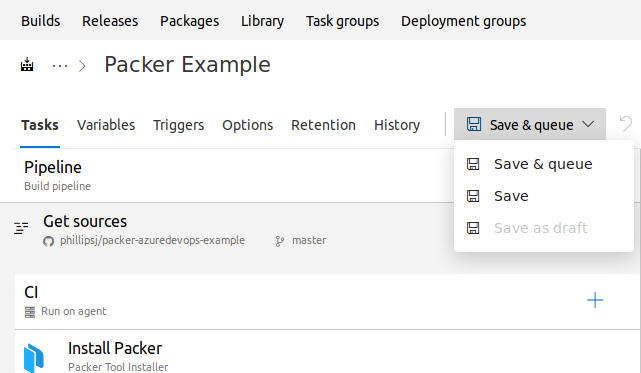 Builds Releases Packages Library Task groups Deployment groups
... Packer Example
Tasks Variables Triggers Options Retention History Save & queue
Save & queue
Save
Save as draft
Pipeline
Build pipeline
Get sources
phillipsj/packer-azuredevops-example master
CI
Run on agent
Install Packer
Packer Tool Installer